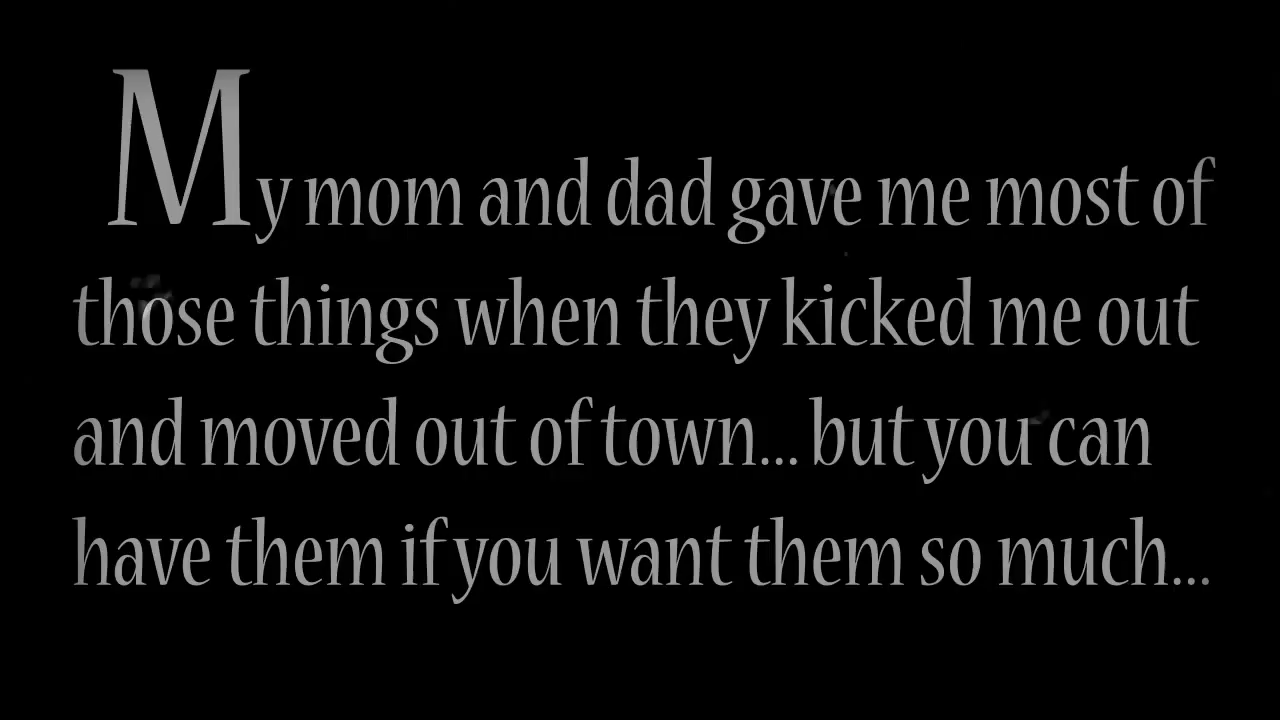 My mom and dad gave me most of
those things when they kicked me out
and moved out of town... but you can
have them if you want them so much...